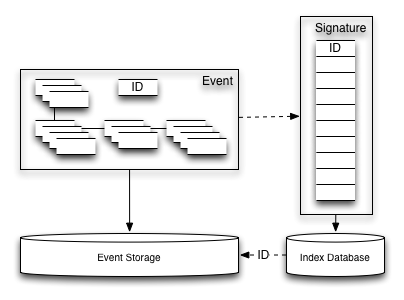 Signature
ID
Event
ID
Event Storage
ID
Index Database